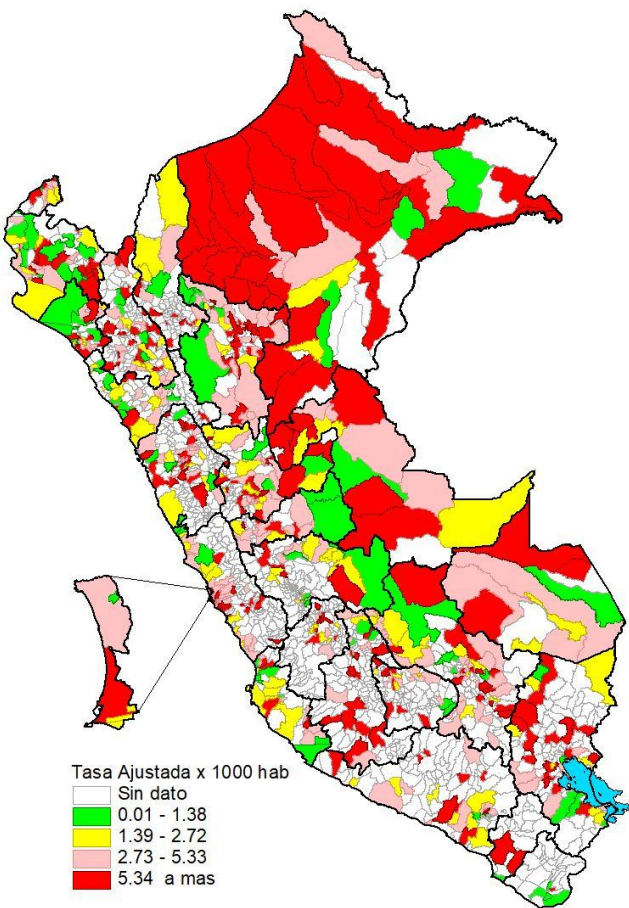 Tasa Ajustada x 1000 hab
Sin dato
0.01 - 1.38
1.39 - 2.72
2.73 - 5.33
5.34 a mas